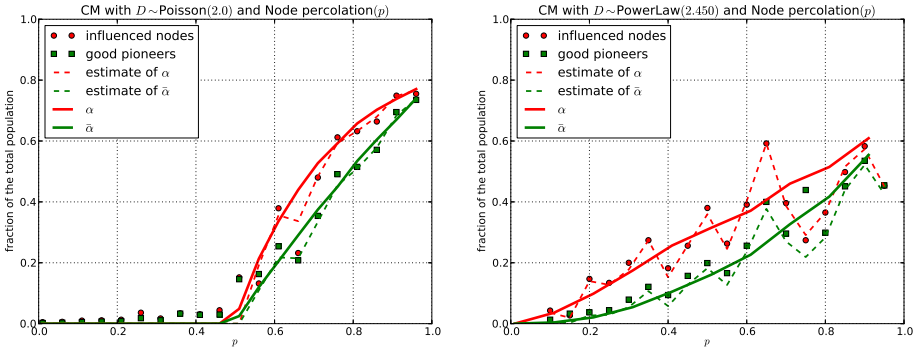 CM with D∼Poisson(2.0) and Node percolation(p)
fraction of the total population
1.0
0.8
0.6
0.4
0.2
0.0
influenced nodes
good pioneers
estimate of α
estimate of ᾱ
α
ᾱ
0.0 0.2 0.4 0.6 0.8 1.0
p
CM with D∼PowerLaw(2.450) and Node percolation(p)
fraction of the total population
1.0
0.8
0.6
0.4
0.2
0.0
influenced nodes
good pioneers
estimate of α
estimate of ᾱ
α
ᾱ
0.0 0.2 0.4 0.6 0.8 1.0
p